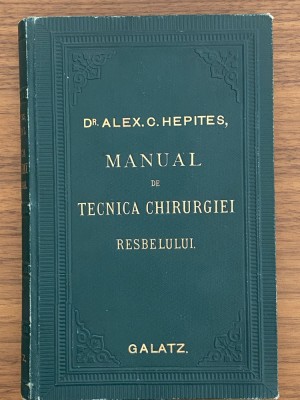 DR. ALEX. C. HEPITES,
MANUAL
DE
TECNICA CHIRURGIEI
RESBELULUI.
GALATZ.